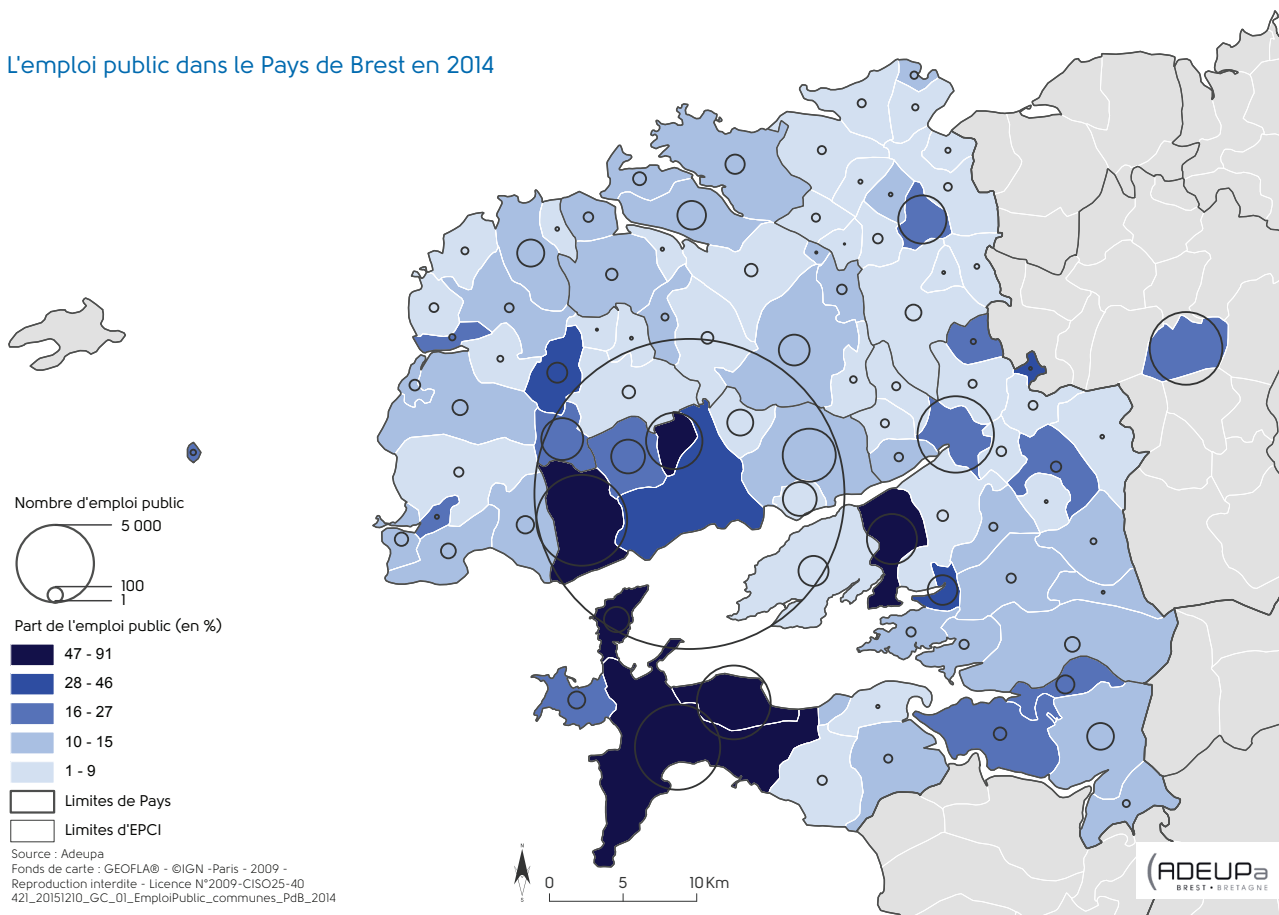 L'emploi public dans le Pays de Brest en 2014
Nombre d'emploi public
5 000
100
1
Part de l'emploi public (en %)
47 - 91
28 - 46
16 - 27
10 - 15
1 - 9
Limites de Pays
Limites d'EPCI
Source : Adeupa
Fonds de carte : GEOFLA® - ©IGN -Paris - 2009 -
Reproduction interdite - Licence N°2009-CISO25-40
421_20151210_GC_01_EmploiPublic_communes_PdB_2014
N
S
0 5 10 Km
ADEUPa
BREST • BRETAGNE